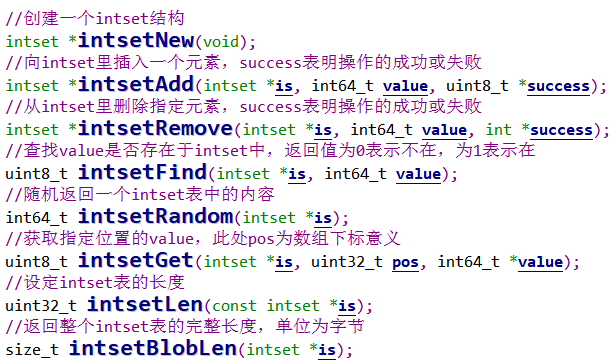 //创建一个intset结构
intset *intsetNew(void);
//向intset里插入一个元素，success表明操作的成功或失败
intset *intsetAdd(intset *is, int64_t value, uint8_t *success);
//从intset里删除指定元素，success表明操作的成功或失败
intset *intsetRemove(intset *is, int64_t value, int *success);
//查找value是否存在于intset中，返回值为0表示不在，为1表示在
uint8_t intsetFind(intset *is, int64_t value);
//随机返回一个intset表中的内容
int64_t intsetRandom(intset *is);
//获取指定位置的value，此处pos为数组下标意义
uint8_t intsetGet(intset *is, uint32_t pos, int64_t *value);
//设定intset表的长度
uint32_t intsetLen(const intset *is);
//返回整个intset表的完整长度，单位为字节
size_t intsetBlobLen(intset *is);